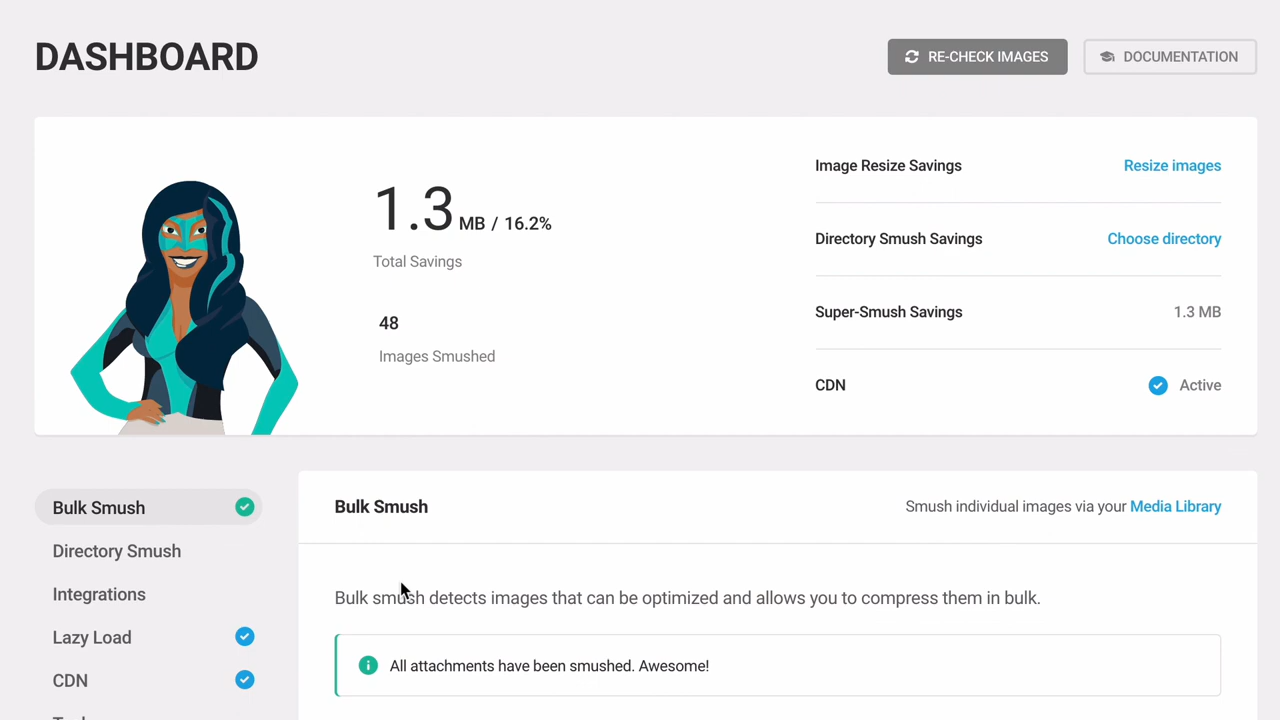 DASHBOARD
RE-CHECK IMAGES
DOCUMENTATION
1.3 MB / 16.2%
Total Savings
48
Images Smushed
Image Resize Savings
Resize images
Directory Smush Savings
Choose directory
Super-Smush Savings
1.3 MB
CDN
Active
Bulk Smush
Directory Smush
Integrations
Lazy Load
CDN
Bulk Smush
Smush individual images via your Media Library
Bulk smush detects images that can be optimized and allows you to compress them in bulk.
All attachments have been smushed. Awesome!